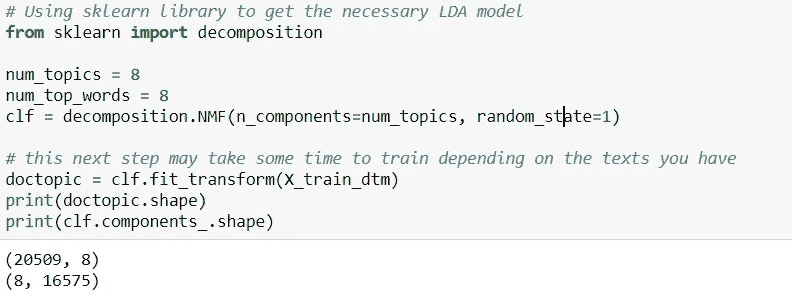 # Using sklearn library to get the necessary LDA model
from sklearn import decomposition
num_topics = 8
num_top_words = 8
clf = decomposition.NMF(n_components=num_topics, random_state=1)
# this next step may take some time to train depending on the texts you have
doctopic = clf.fit_transform(X_train_dtm)
print(doctopic.shape)
print(clf.components_.shape)
(20509, 8)
(8, 16575)